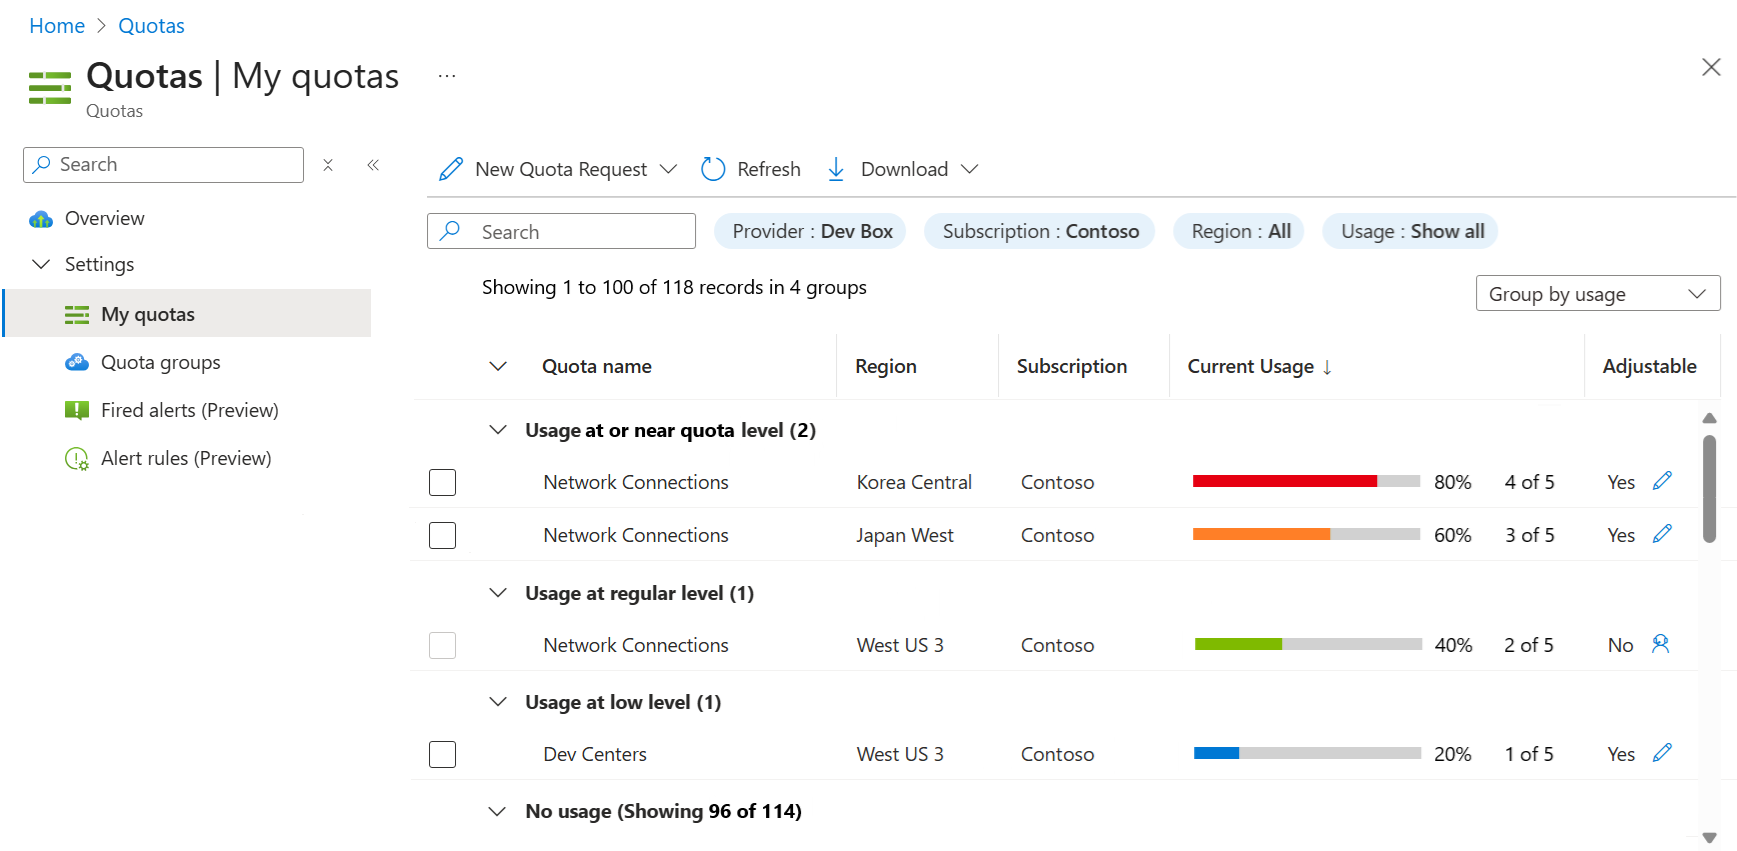 Home > Quotas
Quotas | My quotas ...
Quotas
Search
Overview
Settings
My quotas
Quota groups
Fired alerts (Preview)
Alert rules (Preview)
New Quota Request Refresh Download
Search Provider : Dev Box Subscription : Contoso Region : All Usage : Show all
Showing 1 to 100 of 118 records in 4 groups
Group by usage
Quota name Region Subscription Current Usage ↓ Adjustable
Usage at or near quota level (2)
Network Connections Korea Central Contoso 80% 4 of 5 Yes
Network Connections Japan West Contoso 60% 3 of 5 Yes
Usage at regular level (1)
Network Connections West US 3 Contoso 40% 2 of 5 No
Usage at low level (1)
Dev Centers West US 3 Contoso 20% 1 of 5 Yes
No usage (Showing 96 of 114)